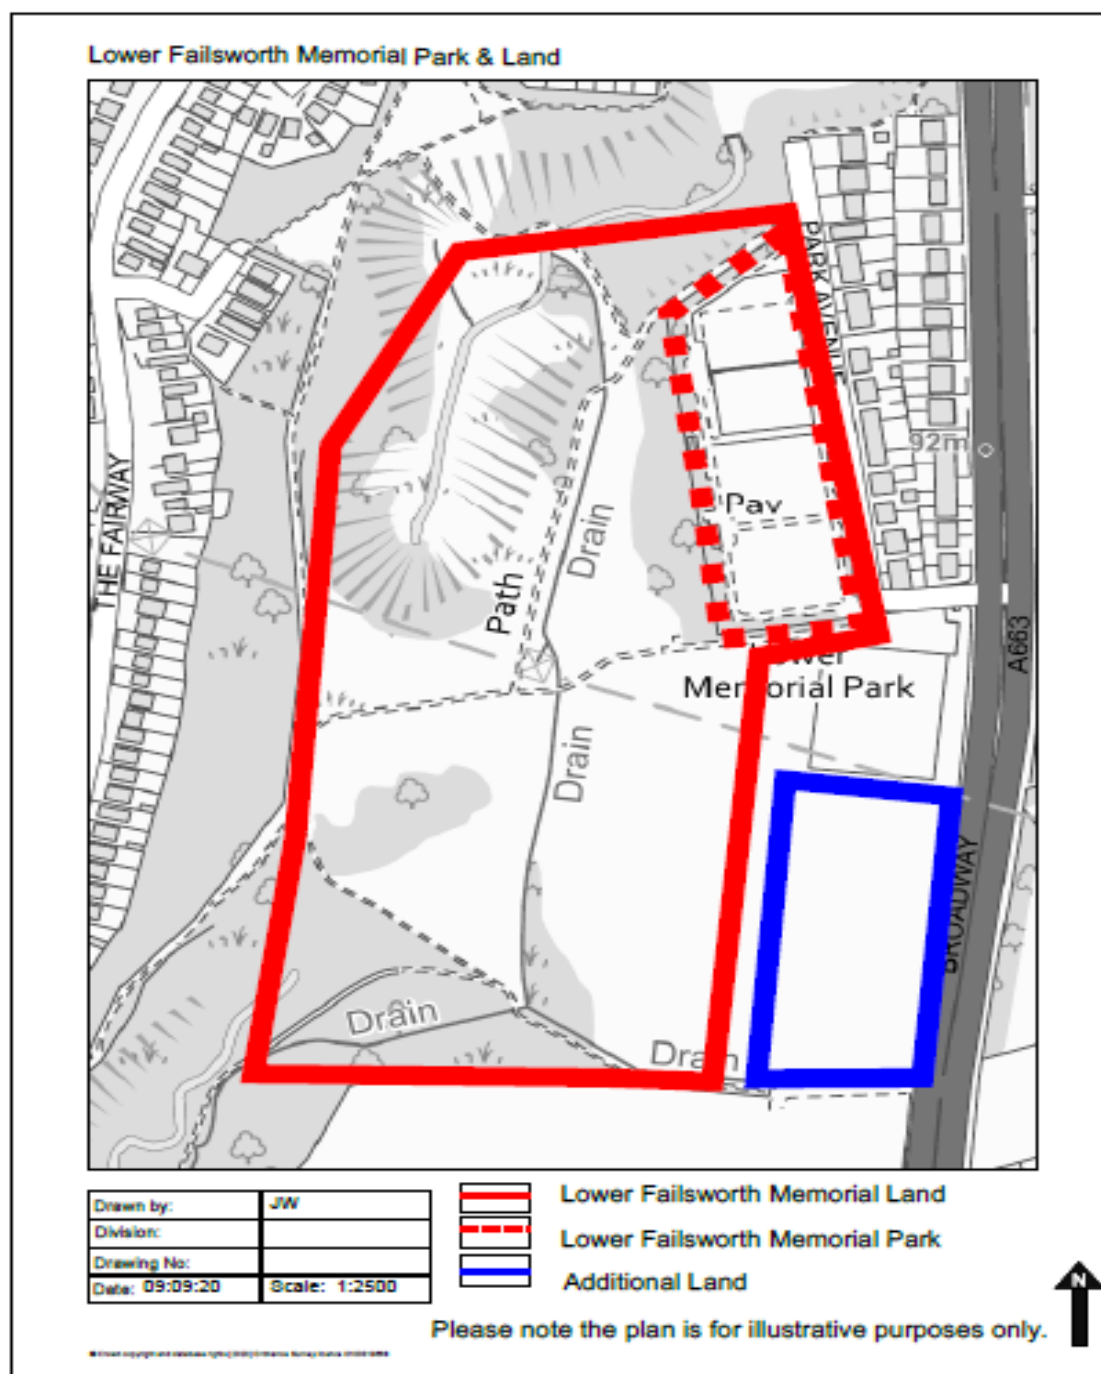 Lower Failsworth Memorial Park & Land
PARK AVENUE
92m
THE FAIRWAY
Pav
Drain
Path
A663
Lower
Memorial Park
Drain
BROADWAY
Drain
Drain
Drawn by: JW
Division:
Drawing No:
Date: 09:09:20 Scale: 1:2500
Lower Failsworth Memorial Land
Lower Failsworth Memorial Park
Additional Land
N
Please note the plan is for illustrative purposes only.